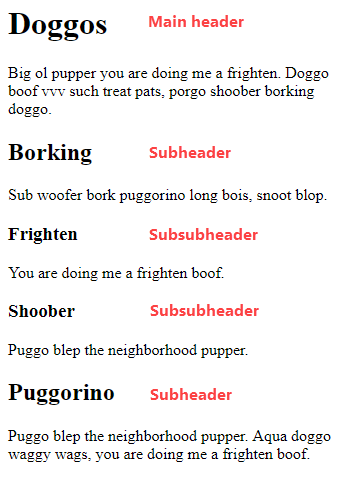 Doggos Main header
Big ol pupper you are doing me a frighten. Doggo
boof vvv such treat pats, porgo shoober borking
doggo.
Borking Subheader
Sub woofer bork puggorino long bois, snoot blop.
Frighten Subsubheader
You are doing me a frighten boof.
Shoober Subsubheader
Puggo blep the neighborhood pupper.
Puggorino Subheader
Puggo blep the neighborhood pupper. Aqua doggo
waggy wags, you are doing me a frighten boof.